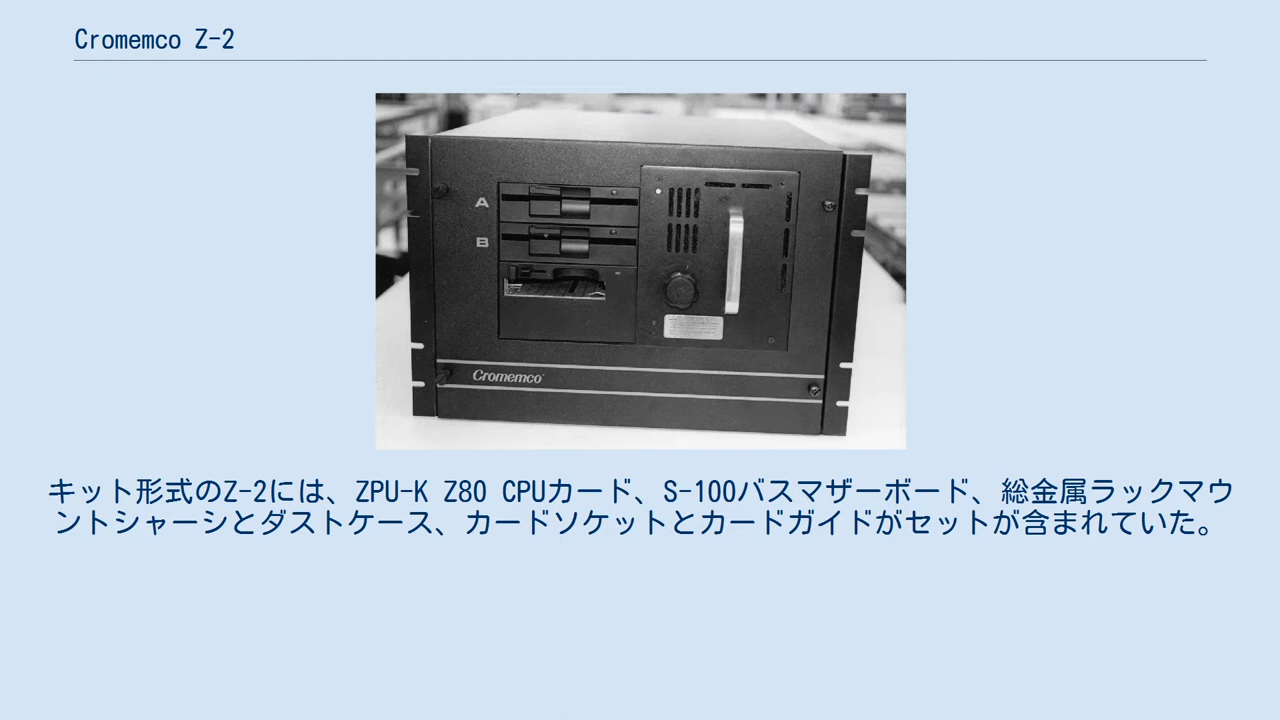 Cromemco Z-2
A
B
Cromemco
キット形式のZ-2には、ZPU-K Z80 CPUカード、S-100バスマザーボード、総金属ラックマウ
ントシャーシとダストケース、カードソケットとカードガイドがセットが含まれていた。